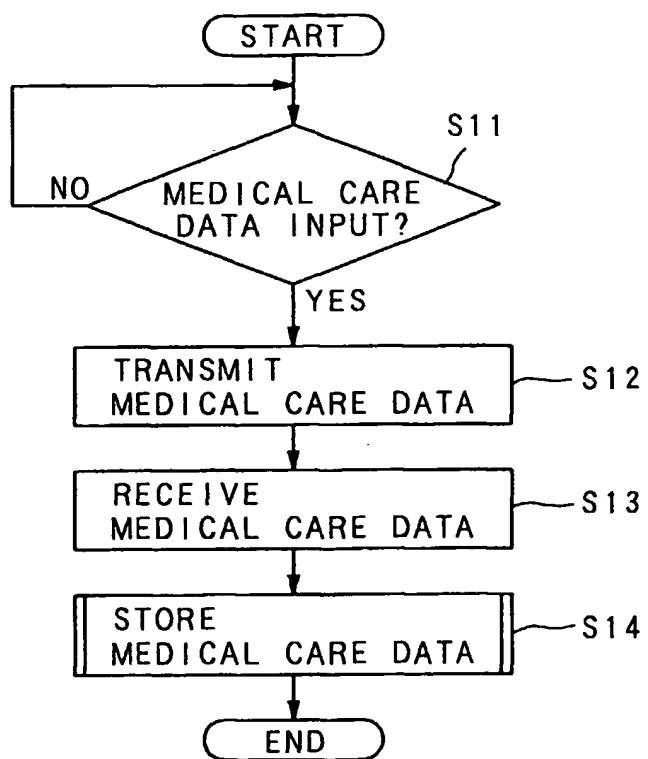 START
S11
NO
MEDICAL CARE
DATA INPUT?
YES
TRANSMIT
MEDICAL CARE DATA
S12
RECEIVE
MEDICAL CARE DATA
S13
STORE
MEDICAL CARE DATA
S14
END